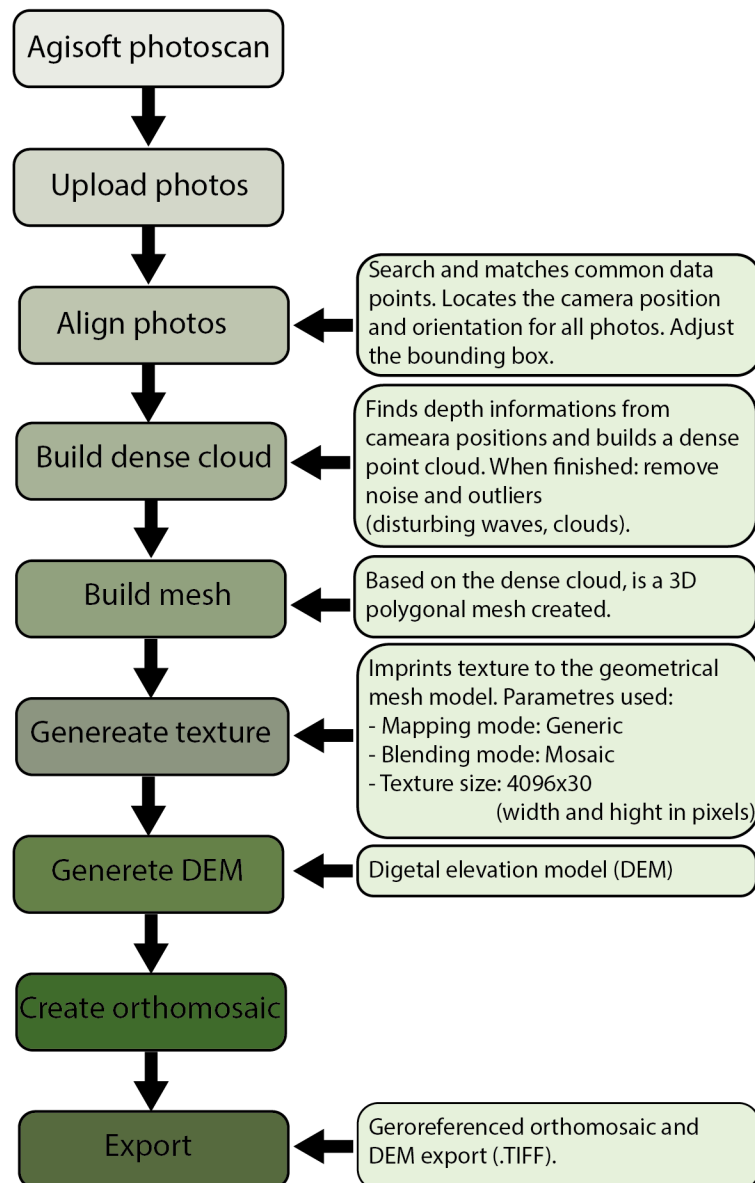 Agisoft photoscan
Upload photos
Align photos
Search and matches common data
points. Locates the camera position
and orientation for all photos. Adjust
the bounding box.
Build dense cloud
Finds depth informations from
cameara positions and builds a dense
point cloud. When finished: remove
noise and outliers
(disturbing waves, clouds).
Build mesh
Based on the dense cloud, is a 3D
polygonal mesh created.
Genereate texture
Imprints texture to the geometrical
mesh model. Parametres used:
- Mapping mode: Generic
- Blending mode: Mosaic
- Texture size: 4096x30
(width and hight in pixels)
Generete DEM
Digetal elevation model (DEM)
Create orthomosaic
Export
Geroreferenced orthomosaic and
DEM export (.TIFF).